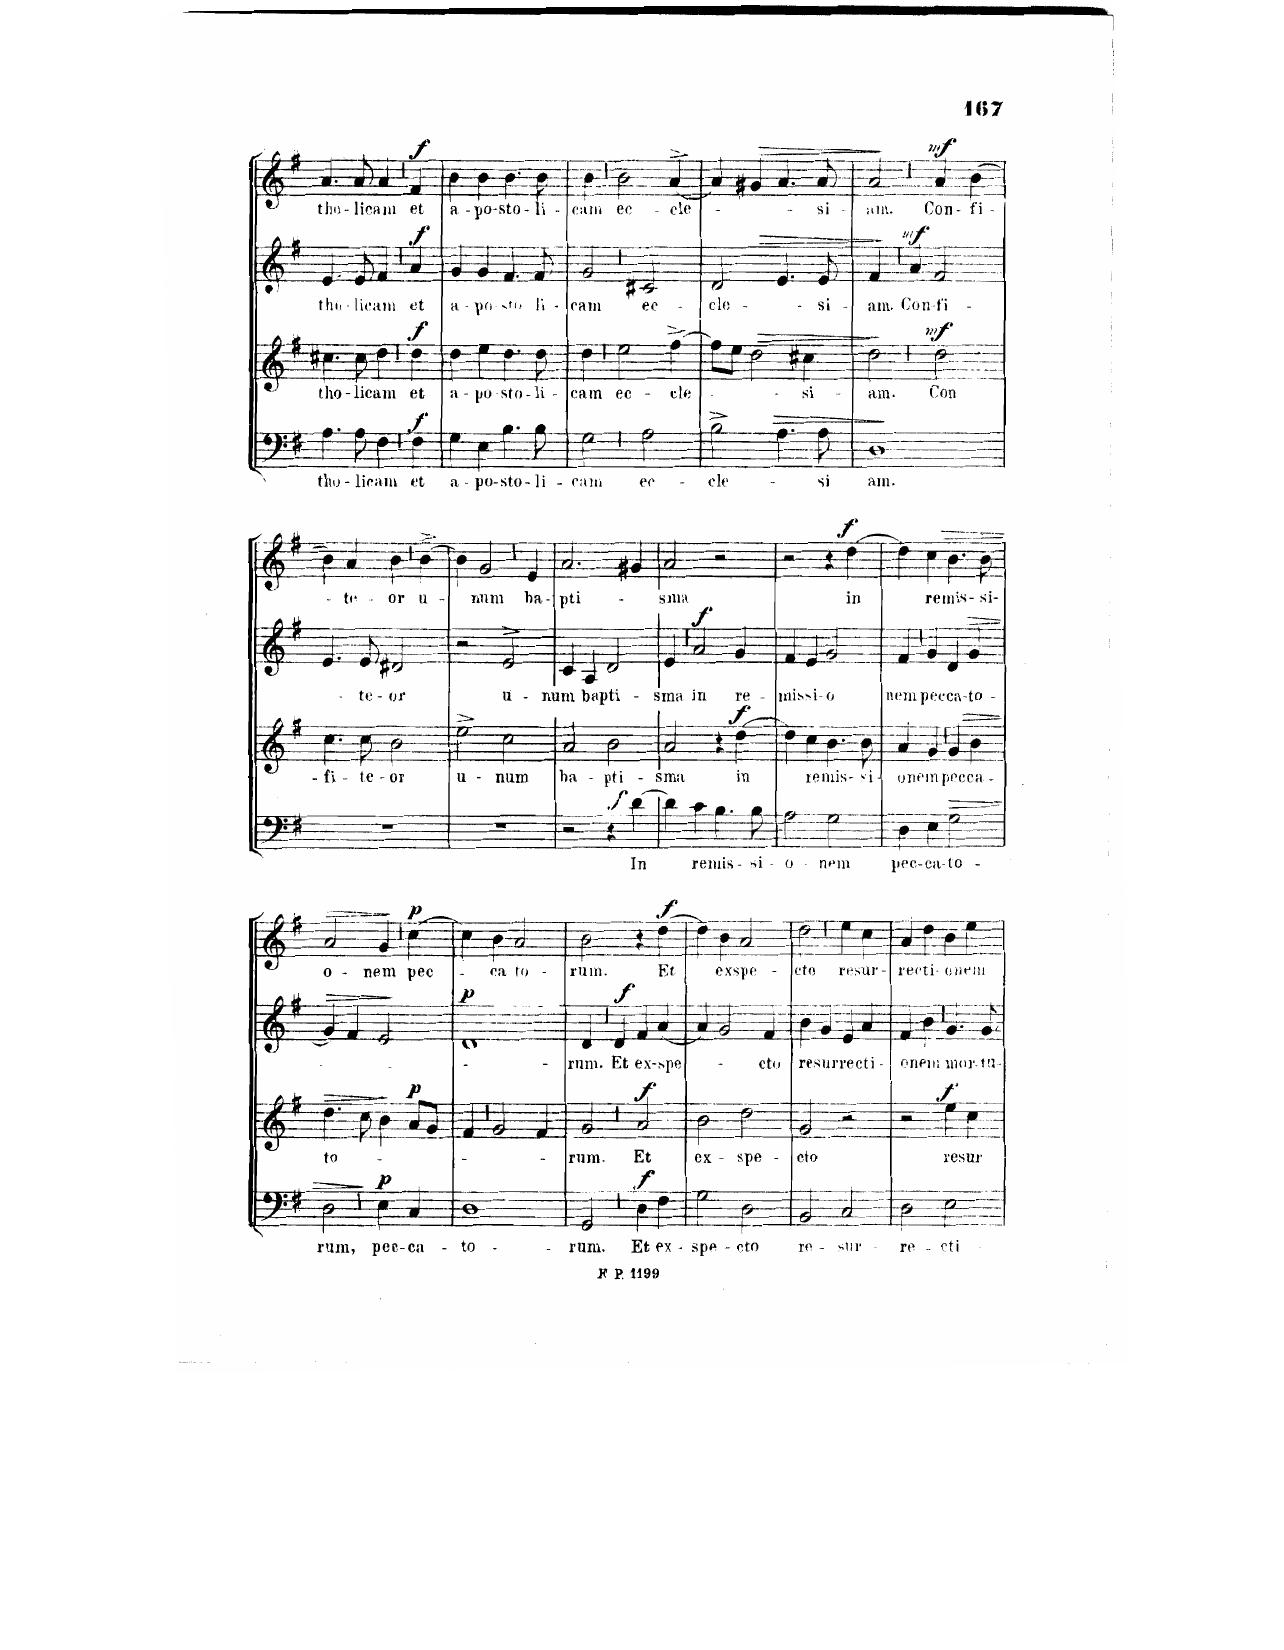 167
f
tho - licam et a - po-sto - li - cam ec - cle - - si - am. Con - fi -
mf
f
tho - licam et a - po - sto li - cam ec - cle - - si - am. Con-fi -
mf
f
tho - licam et a - po - sto - li - cam ec - cle - - si - am. Con
mf
f
tho - licam et a - po-sto - li - cam ec - cle - si am.
f
- te - or u - num ba - pti - sma in remis - si -
f
- te - or u - num bapti - sma in re - missi - o nem pecca - to -
f
- fi - te - or u - num ba - pti - sma in remis - si - onem pecca -
f
In remis - si - o - nem pec - ca - to -
p f
o - nem pec - ca to - rum. Et exspe - cto resur - recti - onem
p f
- - rum. Et ex-spe - cto resurrecti - onem mor-tu-
p f f
to - - - rum. Et ex - spe - cto resur
p f
rum, pec-ca - to - - rum. Et ex - spe - cto re - sur - re - cti
F P. 1199